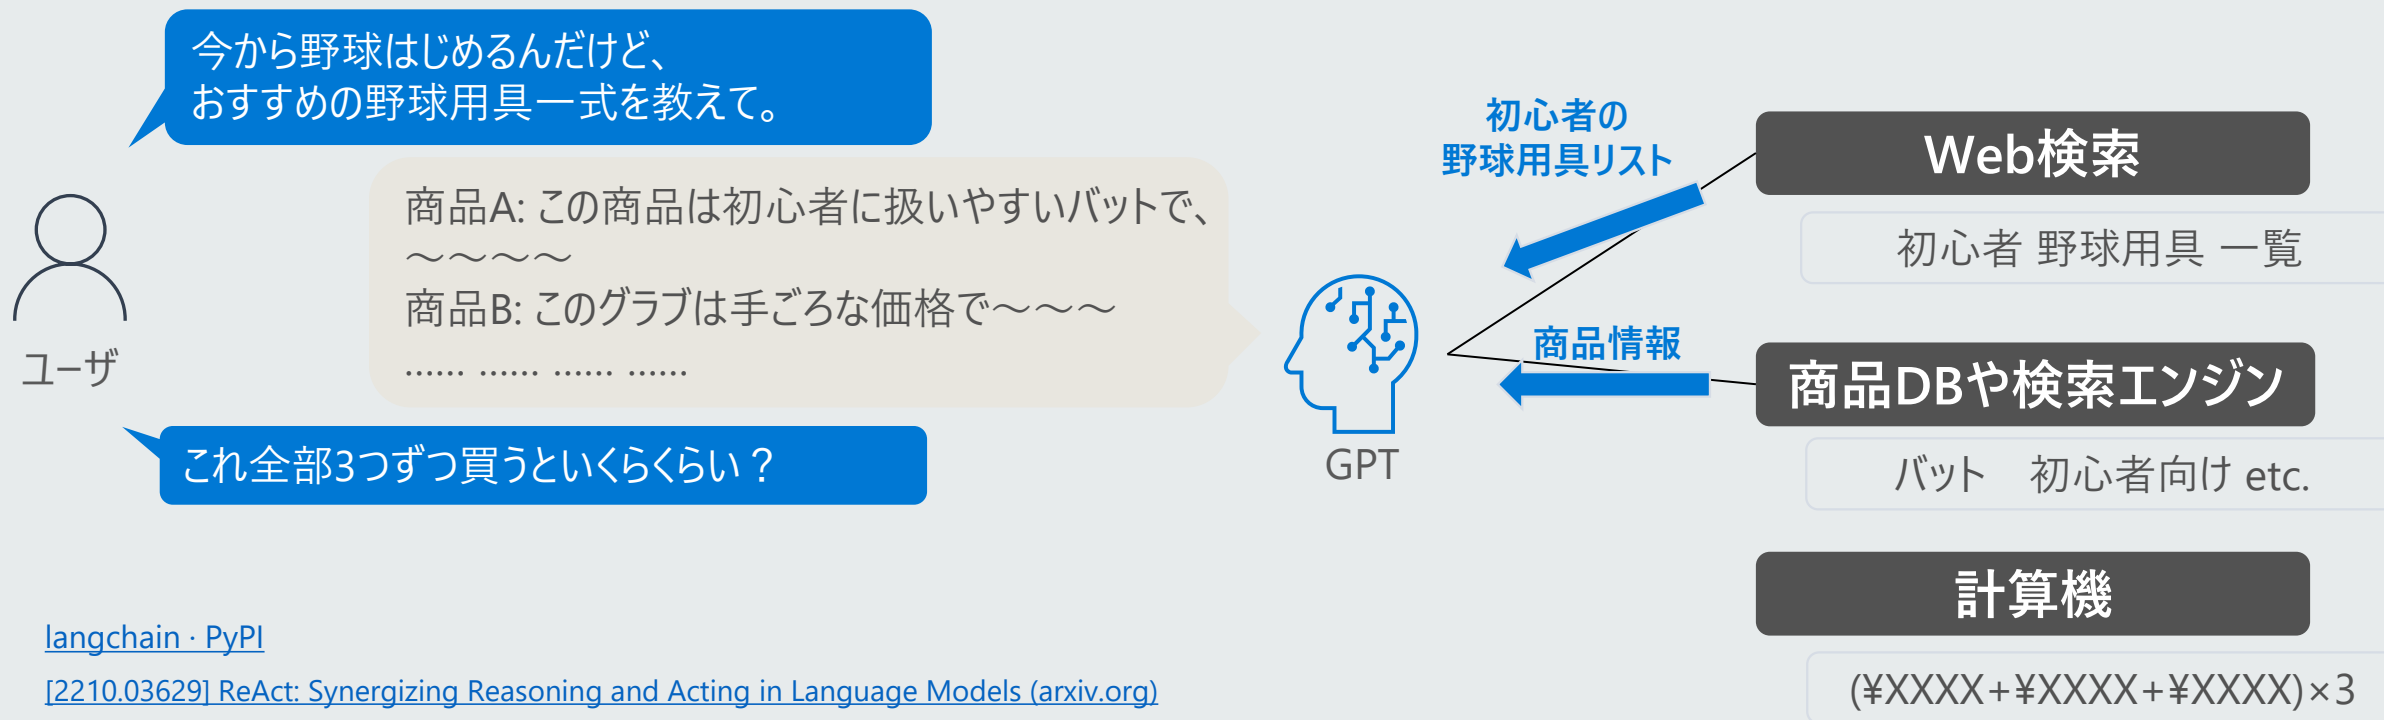 今から野球はじめるんだけど、
おすすめの野球用具一式を教えて。
商品A: この商品は初心者に扱いやすいバットで、
～～～～
商品B: このグラブは手ごろな価格で～～～
…… …… …… ……
ユーザ
これ全部3つずつ買うといくらくらい？
GPT
初心者の
野球用具リスト
商品情報
Web検索
初心者 野球用具 一覧
商品DBや検索エンジン
バット　初心者向け etc.
計算機
(¥XXXX+¥XXXX+¥XXXX)×3
langchain · PyPI
[2210.03629] ReAct: Synergizing Reasoning and Acting in Language Models (arxiv.org)